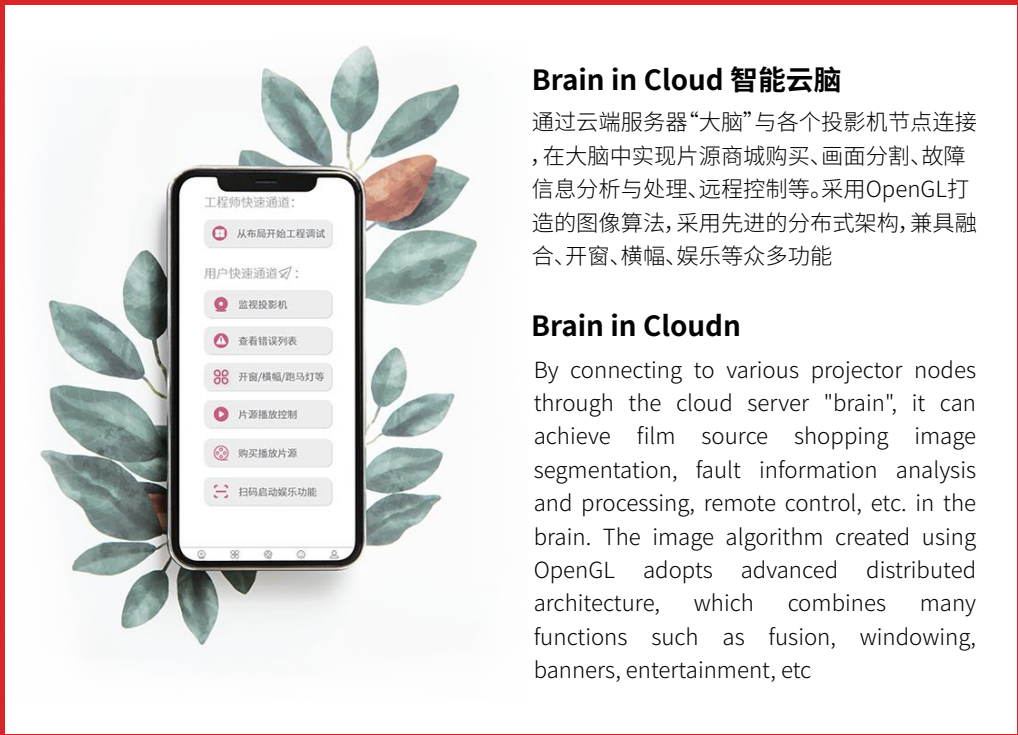 工程师快速通道：
从布局开始工程调试
用户快速通道：
监视投影机
查看错误列表
开窗/横幅/跑马灯等
片源播放控制
购买播放片源
扫码启动娱乐功能
Brain in Cloud 智能云脑
通过云端服务器“大脑”与各个投影机节点连接
，在大脑中实现片源商城购买、画面分割、故障
信息分析与处理、远程控制等。采用OpenGL打
造的图像算法，采用先进的分布式架构，兼具融
合、开窗、横幅、娱乐等众多功能
Brain in Cloudn
By connecting to various projector nodes
through the cloud server "brain", it can
achieve film source shopping image
segmentation, fault information analysis
and processing, remote control, etc. in the
brain. The image algorithm created using
OpenGL adopts advanced distributed
architecture, which combines many
functions such as fusion, windowing,
banners, entertainment, etc